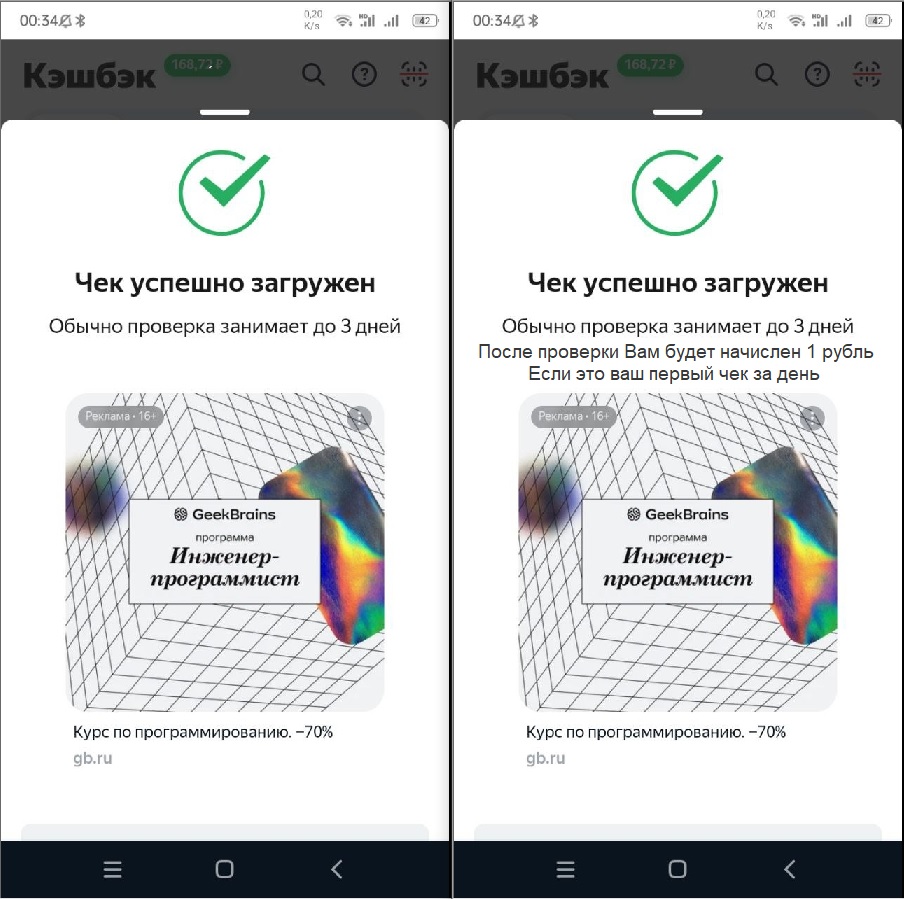 00:34
0,20
K/s
42
Кэшбэк
168,72 ₽
Чек успешно загружен
Обычно проверка занимает до 3 дней
Реклама • 16+
GeekBrains
программа
Инженер-
программист
Курс по программированию. −70%
gb.ru
00:34
0,20
K/s
42
Кэшбэк
168,72 ₽
Чек успешно загружен
Обычно проверка занимает до 3 дней
После проверки Вам будет начислен 1 рубль
Если это ваш первый чек за день
Реклама • 16+
GeekBrains
программа
Инженер-
программист
Курс по программированию. −70%
gb.ru